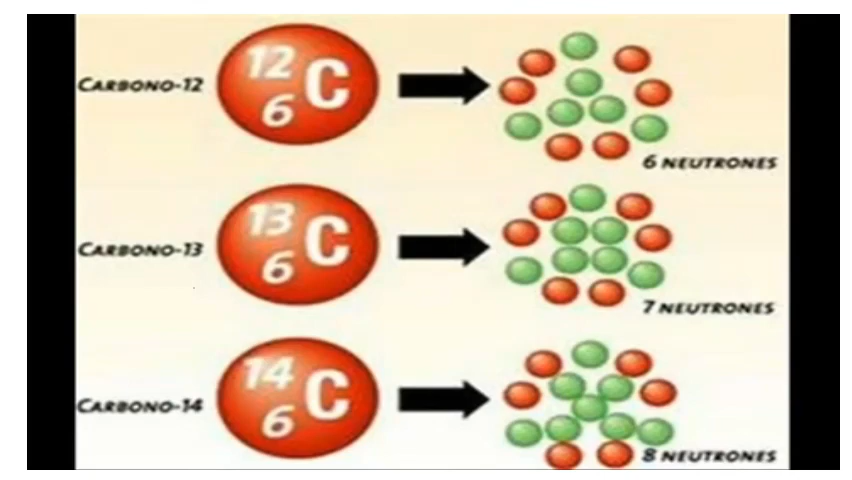 CARBONO-12
12
6 C
6 NEUTRONES
CARBONO-13
13
6 C
7 NEUTRONES
CARBONO-14
14
6 C
8 NEUTRONES